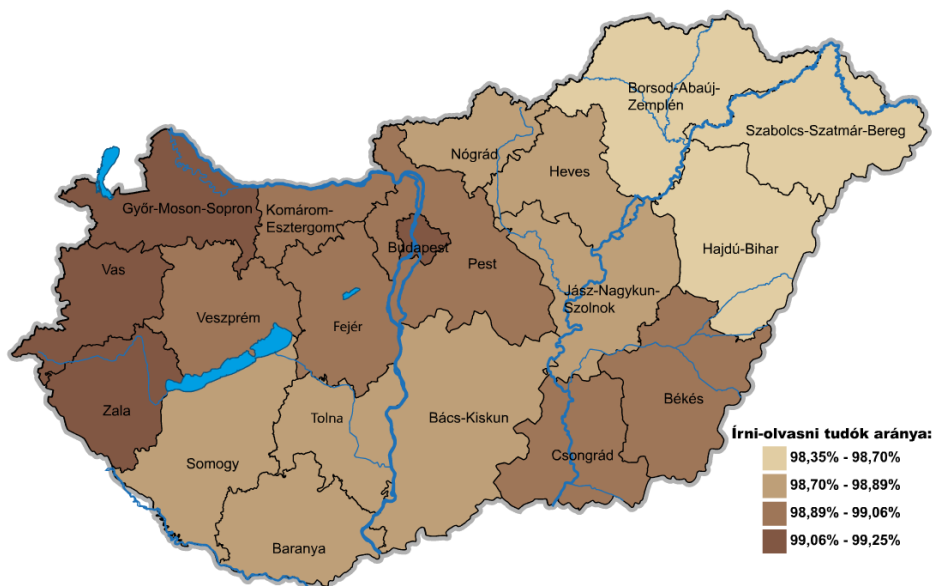 Borsod-Abaúj-
Zemplén
Szabolcs-Szatmár-Bereg
Nógrád
Heves
Győr-Moson-Sopron
Komárom-
Esztergom
Budapest
Hajdú-Bihar
Pest
Vas
Jász-Nagykun-
Szolnok
Veszprém
Fejér
Zala
Tolna
Bács-Kiskun
Békés
Somogy
Csongrád
Baranya
Írni-olvasni tudók aránya:
98,35% - 98,70%
98,70% - 98,89%
98,89% - 99,06%
99,06% - 99,25%